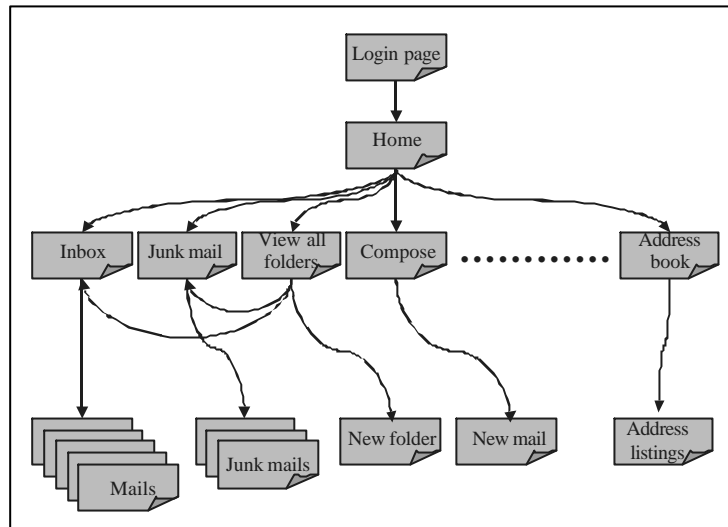 Login page
Home
Inbox
Junk mail
View all
folders
Compose
Address
book
Mails
Junk mails
New folder
New mail
Address
listings